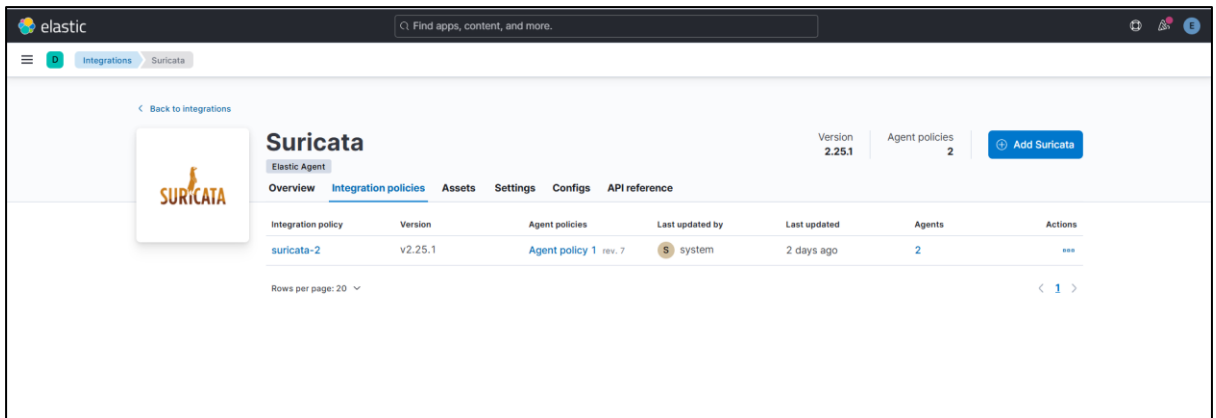 elastic
Find apps, content, and more.
E
D
Integrations
Suricata
Back to integrations
SURICATA
Suricata
Elastic Agent
Version
2.25.1
Agent policies
2
Add Suricata
Overview Integration policies Assets Settings Configs API reference
Integration policy Version Agent policies Last updated by Last updated Agents Actions
suricata-2 v2.25.1 Agent policy 1 rev. 7 S system 2 days ago 2
Rows per page: 20
1